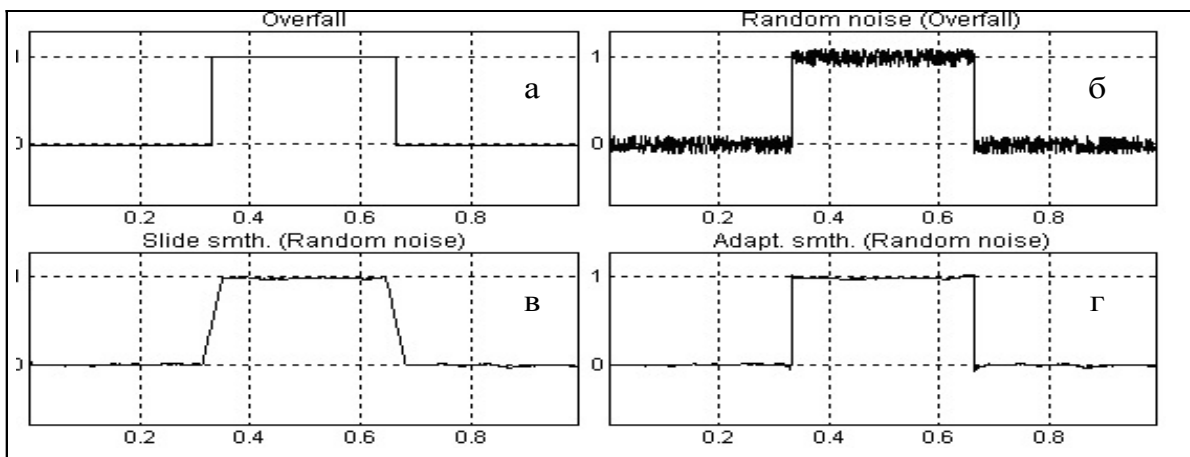 Overfall
1
а
0
0.2 0.4 0.6 0.8
Random noise (Overfall)
1
б
0
0.2 0.4 0.6 0.8
Slide smth. (Random noise)
1
в
0
0.2 0.4 0.6 0.8
Adapt. smth. (Random noise)
1
г
0
0.2 0.4 0.6 0.8